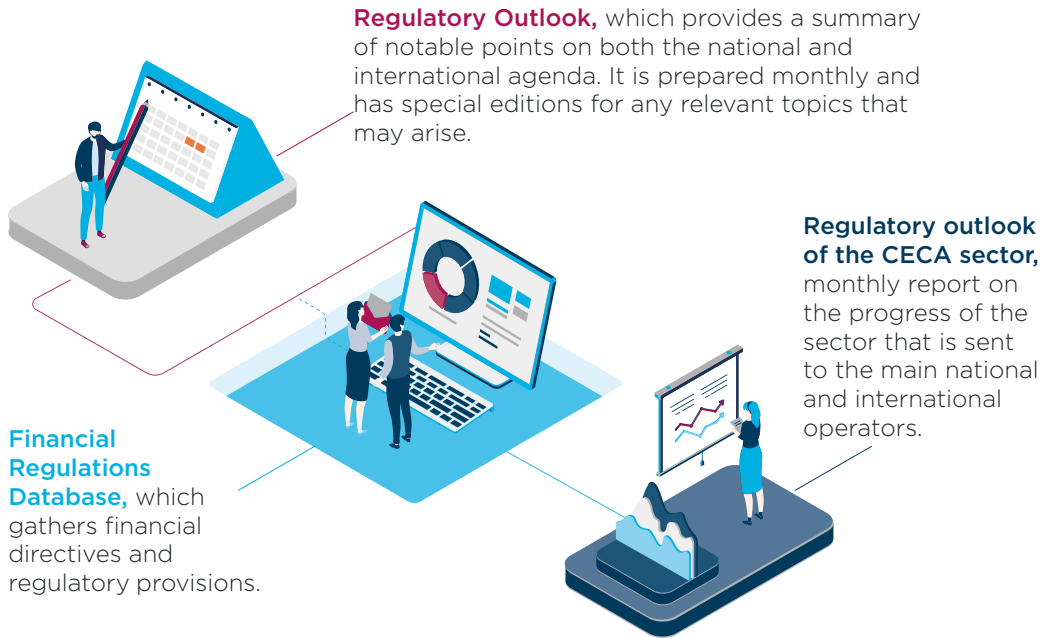 Regulatory Outlook, which provides a summary
of notable points on both the national and
international agenda. It is prepared monthly and
has special editions for any relevant topics that
may arise.
Regulatory outlook
of the CECA sector,
monthly report on
the progress of the
sector that is sent
to the main national
and international
operators.
Financial
Regulations
Database, which
gathers financial
directives and
regulatory provisions.